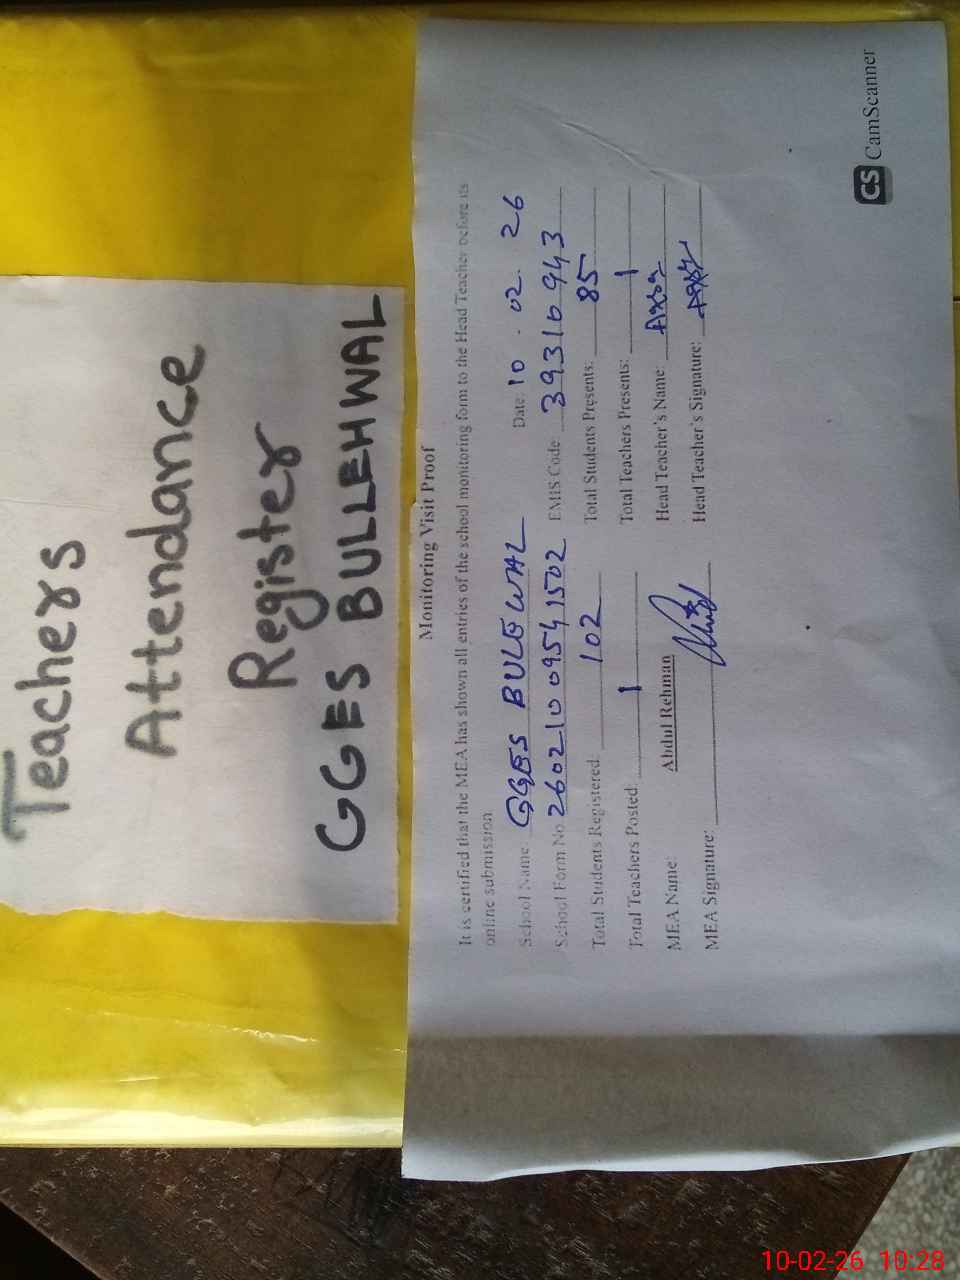 Teachers
Attendance
Register
GGES BULLEHWAL
Monitoring Visit Proof
It is certified that the MEA has shown all entries of the school monitoring form to the Head Teacher before its
online submission
School Name: GGES BULEWAL Date: 10.02.26
School Form No 26021009541502 EMIS Code: 39310943
Total Students Registered: 102 Total Students Presents: 85
Total Teachers Posted: 1 Total Teachers Presents: 1
MEA Name: Abdul Rehman Head Teacher's Name:
MEA Signature: Head Teacher's Signature:
CS CamScanner
10-02-26 10:28